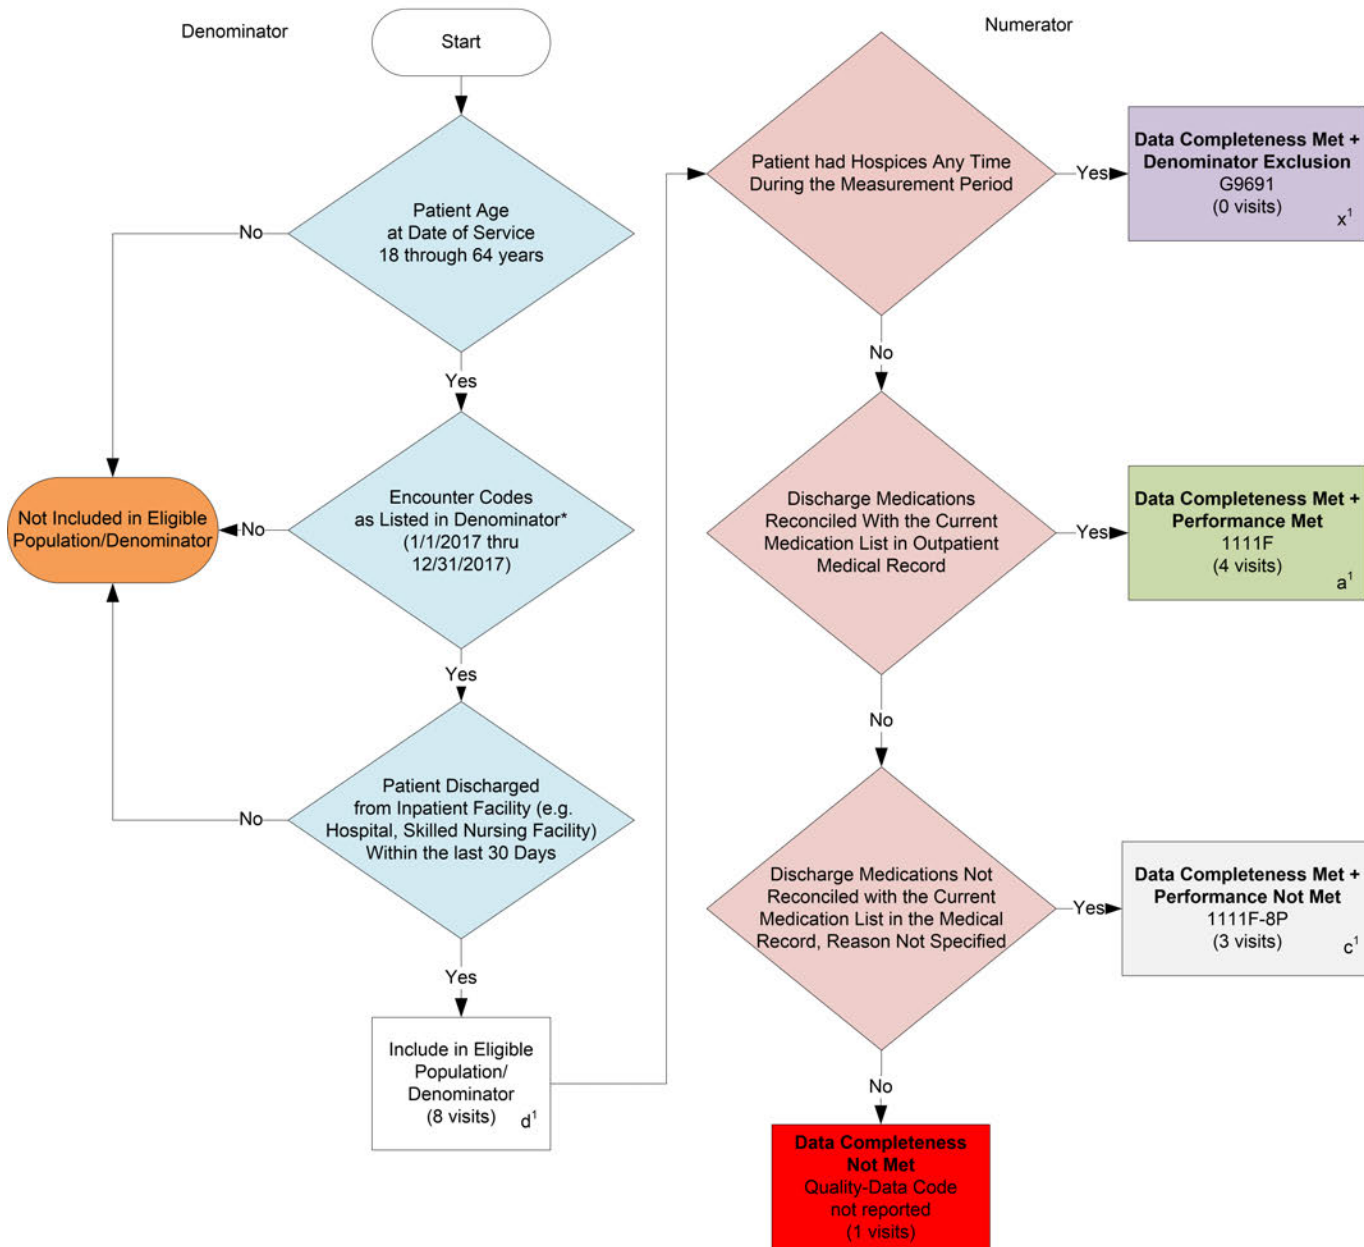 Denominator
Start
Patient Age
at Date of Service
18 through 64 years
No
Yes
Encounter Codes
as Listed in Denominator*
(1/1/2017 thru
12/31/2017)
No
Not Included in Eligible
Population/Denominator
Yes
Patient Discharged
from Inpatient Facility (e.g.
Hospital, Skilled Nursing Facility)
Within the last 30 Days
No
Yes
Include in Eligible
Population/
Denominator
(8 visits)
d¹
Numerator
Patient had Hospices Any Time
During the Measurement Period
Yes
Data Completeness Met +
Denominator Exclusion
G9691
(0 visits)
x¹
No
Discharge Medications
Reconciled With the Current
Medication List in Outpatient
Medical Record
Yes
Data Completeness Met +
Performance Met
1111F
(4 visits)
a¹
No
Discharge Medications Not
Reconciled with the Current
Medication List in the Medical
Record, Reason Not Specified
Yes
Data Completeness Met +
Performance Not Met
1111F-8P
(3 visits)
c¹
No
Data Completeness
Not Met
Quality-Data Code
not reported
(1 visits)